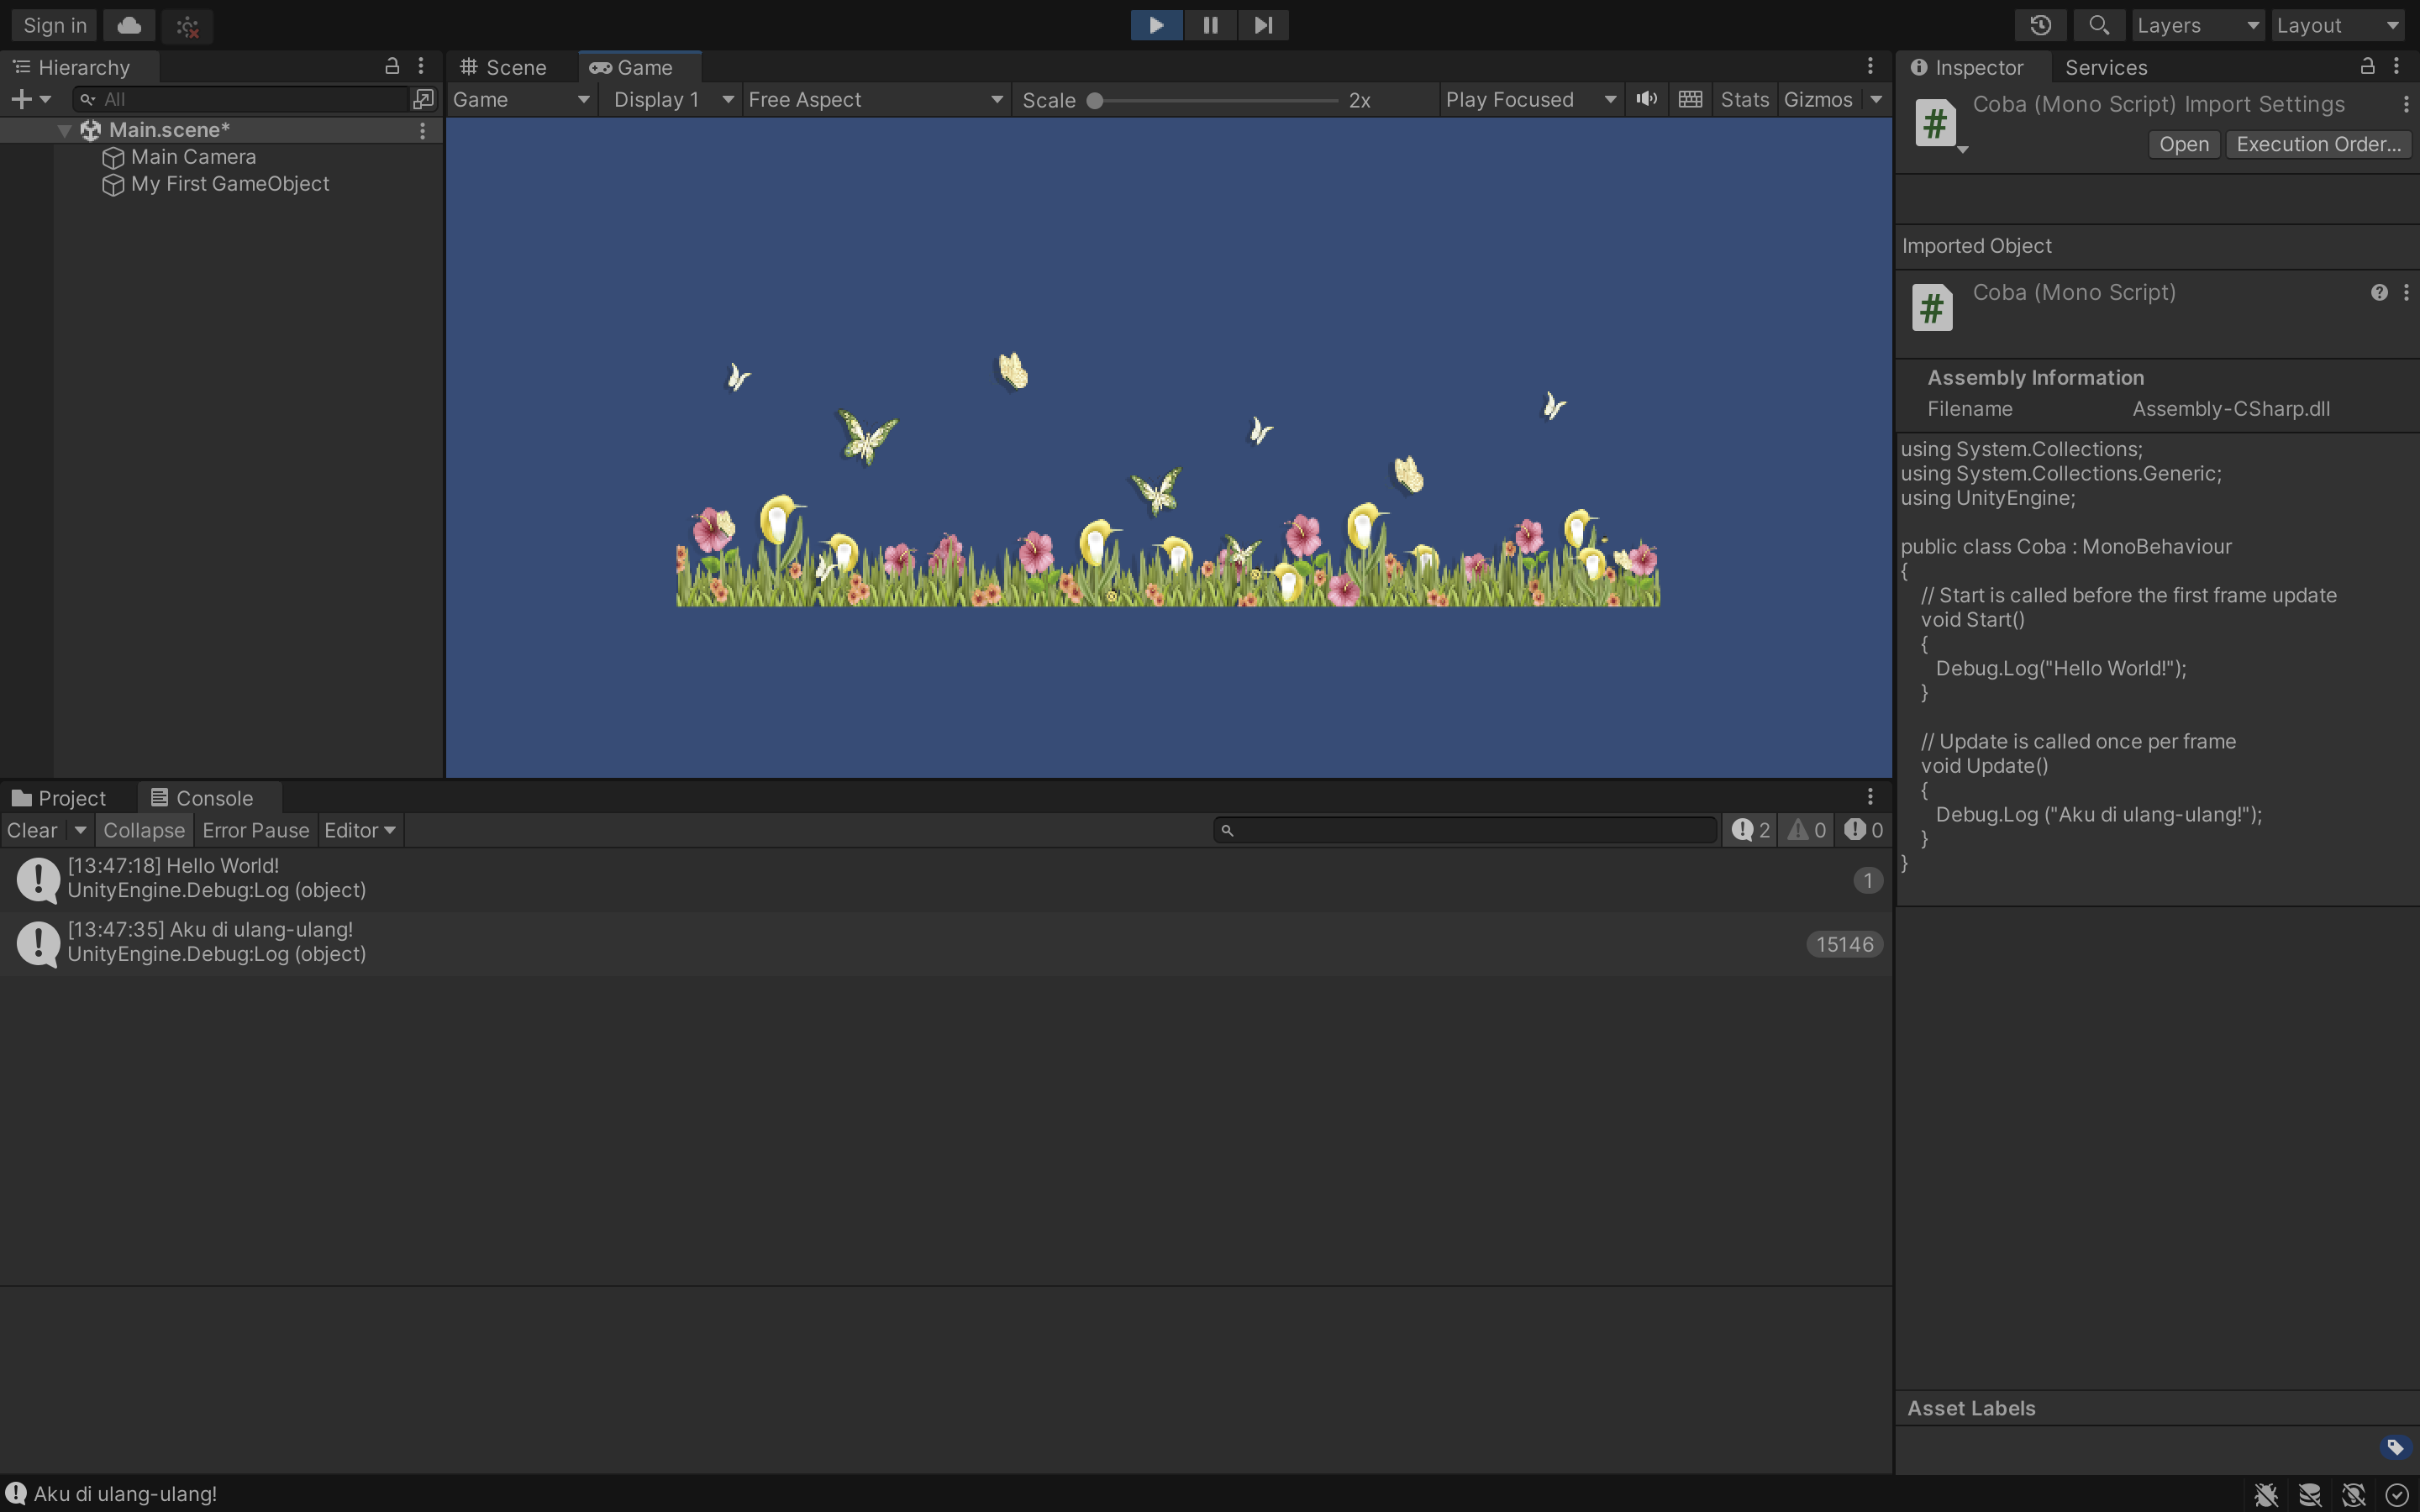 Sign in
Layers
Layout
Hierarchy
All
Main.scene*
Main Camera
My First GameObject
Scene
Game
Game
Display 1
Free Aspect
Scale
2x
Play Focused
Stats
Gizmos
Inspector
Services
Coba (Mono Script) Import Settings
Open
Execution Order...
Imported Object
Coba (Mono Script)
Assembly Information
Filename
Assembly-CSharp.dll
using System.Collections;
using System.Collections.Generic;
using UnityEngine;
public class Coba : MonoBehaviour
{
// Start is called before the first frame update
void Start()
{
Debug.Log("Hello World!");
}
// Update is called once per frame
void Update()
{
Debug.Log ("Aku di ulang-ulang!");
}
}
Asset Labels
Project
Console
Clear
Collapse
Error Pause
Editor
2
0
0
[13:47:18] Hello World!
UnityEngine.Debug:Log (object)
1
[13:47:35] Aku di ulang-ulang!
UnityEngine.Debug:Log (object)
15146
Aku di ulang-ulang!